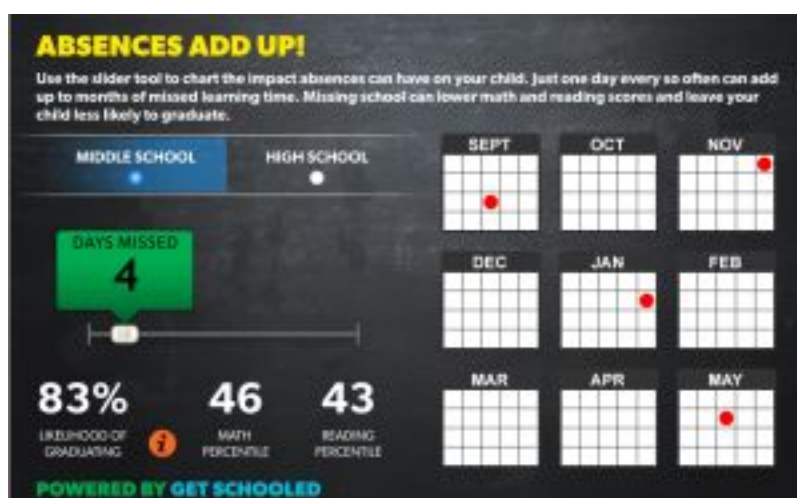 ABSENCES ADD UP!
Use the slider tool to chart the impact absences can have on your child. Just one day every so often can add
up to months of missed learning time. Missing school can lower math and reading scores and leave your
child less likely to graduate.
MIDDLE SCHOOL HIGH SCHOOL
DAYS MISSED
4
83% 46 43
LIKELIHOOD OF GRADUATING i MATH PERCENTILE READING PERCENTILE
SEPT OCT NOV
DEC JAN FEB
MAR APR MAY
POWERED BY GET SCHOOLED